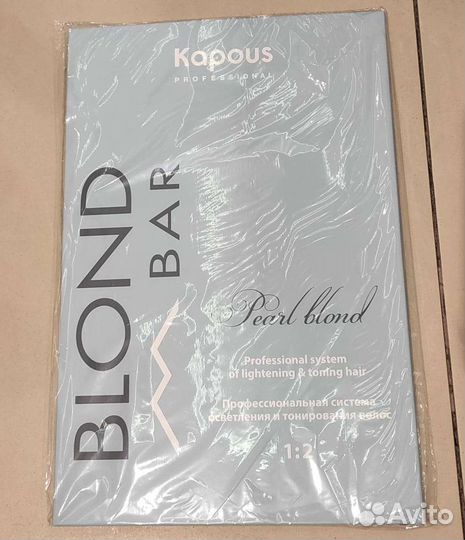 Kapous
PROFESSIONAL
BLOND
BAR
Pearl blond
Professional system
of lightening & toning hair
Профессиональная система
осветления и тонирования волос
1:2
Avito